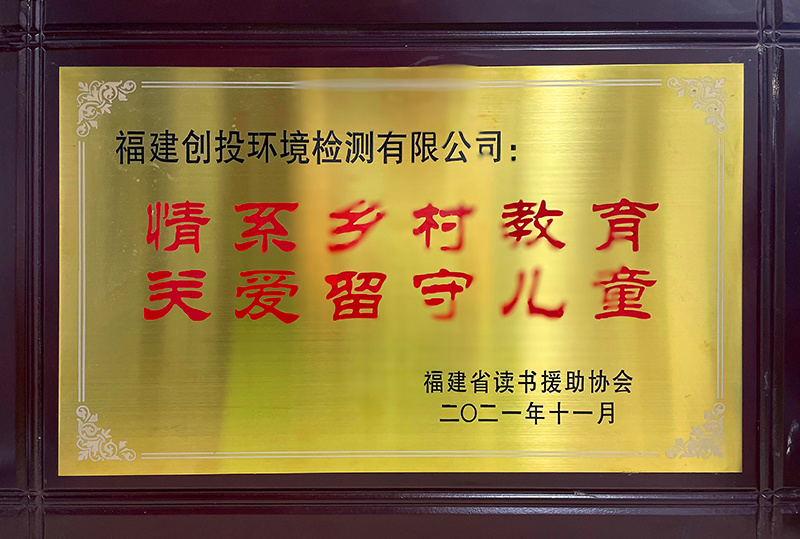 福建创投环境检测有限公司：
情系乡村教育
关爱留守儿童
福建省读书援助协会
二〇二一年十一月